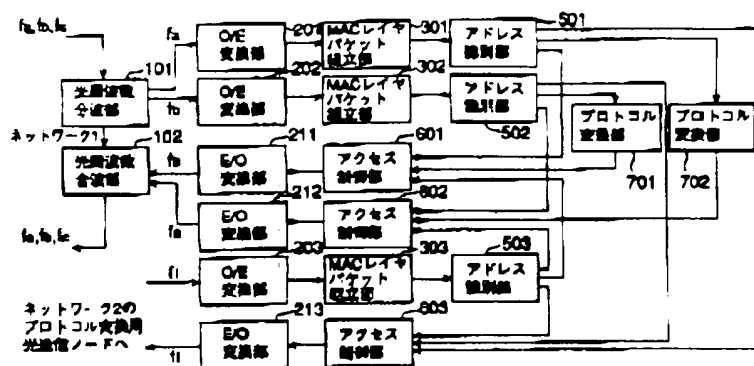 fa,fb,fc
101
光周波数
分波部
ネットワーク1
102
光周波数
合波部
fa,fb,fc
fa
201
O/E
変換部
301
MACレイヤ
パケット
組立部
501
アドレス
識別部
fb
202
O/E
変換部
302
MACレイヤ
パケット
組立部
アドレス
識別部
502
プロトコル
変換部
701
プロトコル
変換部
702
fb
211
E/O
変換部
601
アクセス
制御部
fa
212
E/O
変換部
602
アクセス
制御部
f1
203
O/E
変換部
303
MACレイヤ
パケット
組立部
503
アドレス
識別部
ネットワーク2の
プロトコル変換用
光送信ノードへ
f1
213
E/O
変換部
603
アクセス
制御部